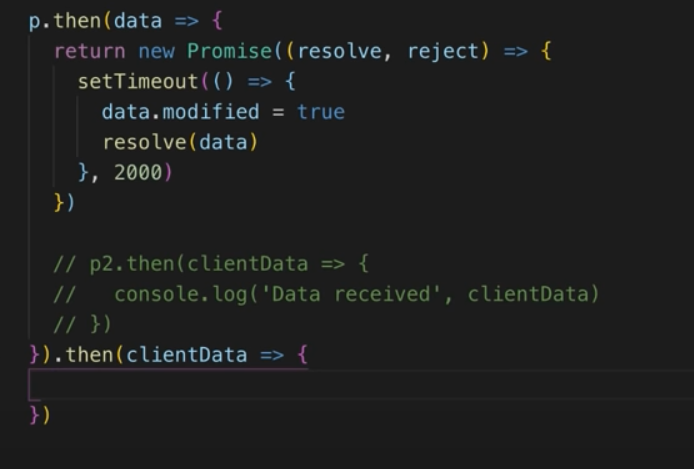 p.then(data => {
  return new Promise((resolve, reject) => {
    setTimeout(() => {
      data.modified = true
      resolve(data)
    }, 2000)
  })

  // p2.then(clientData => {
  //   console.log('Data received', clientData)
  // })
}).then(clientData => {

})